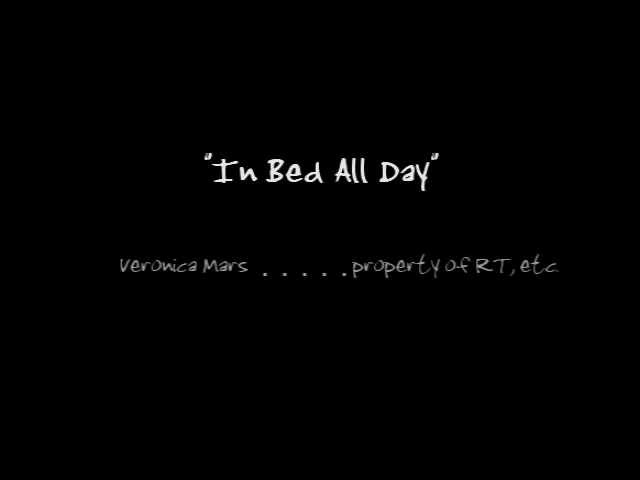 "In Bed All Day"
Veronica Mars . . . . . property of RT, etc.